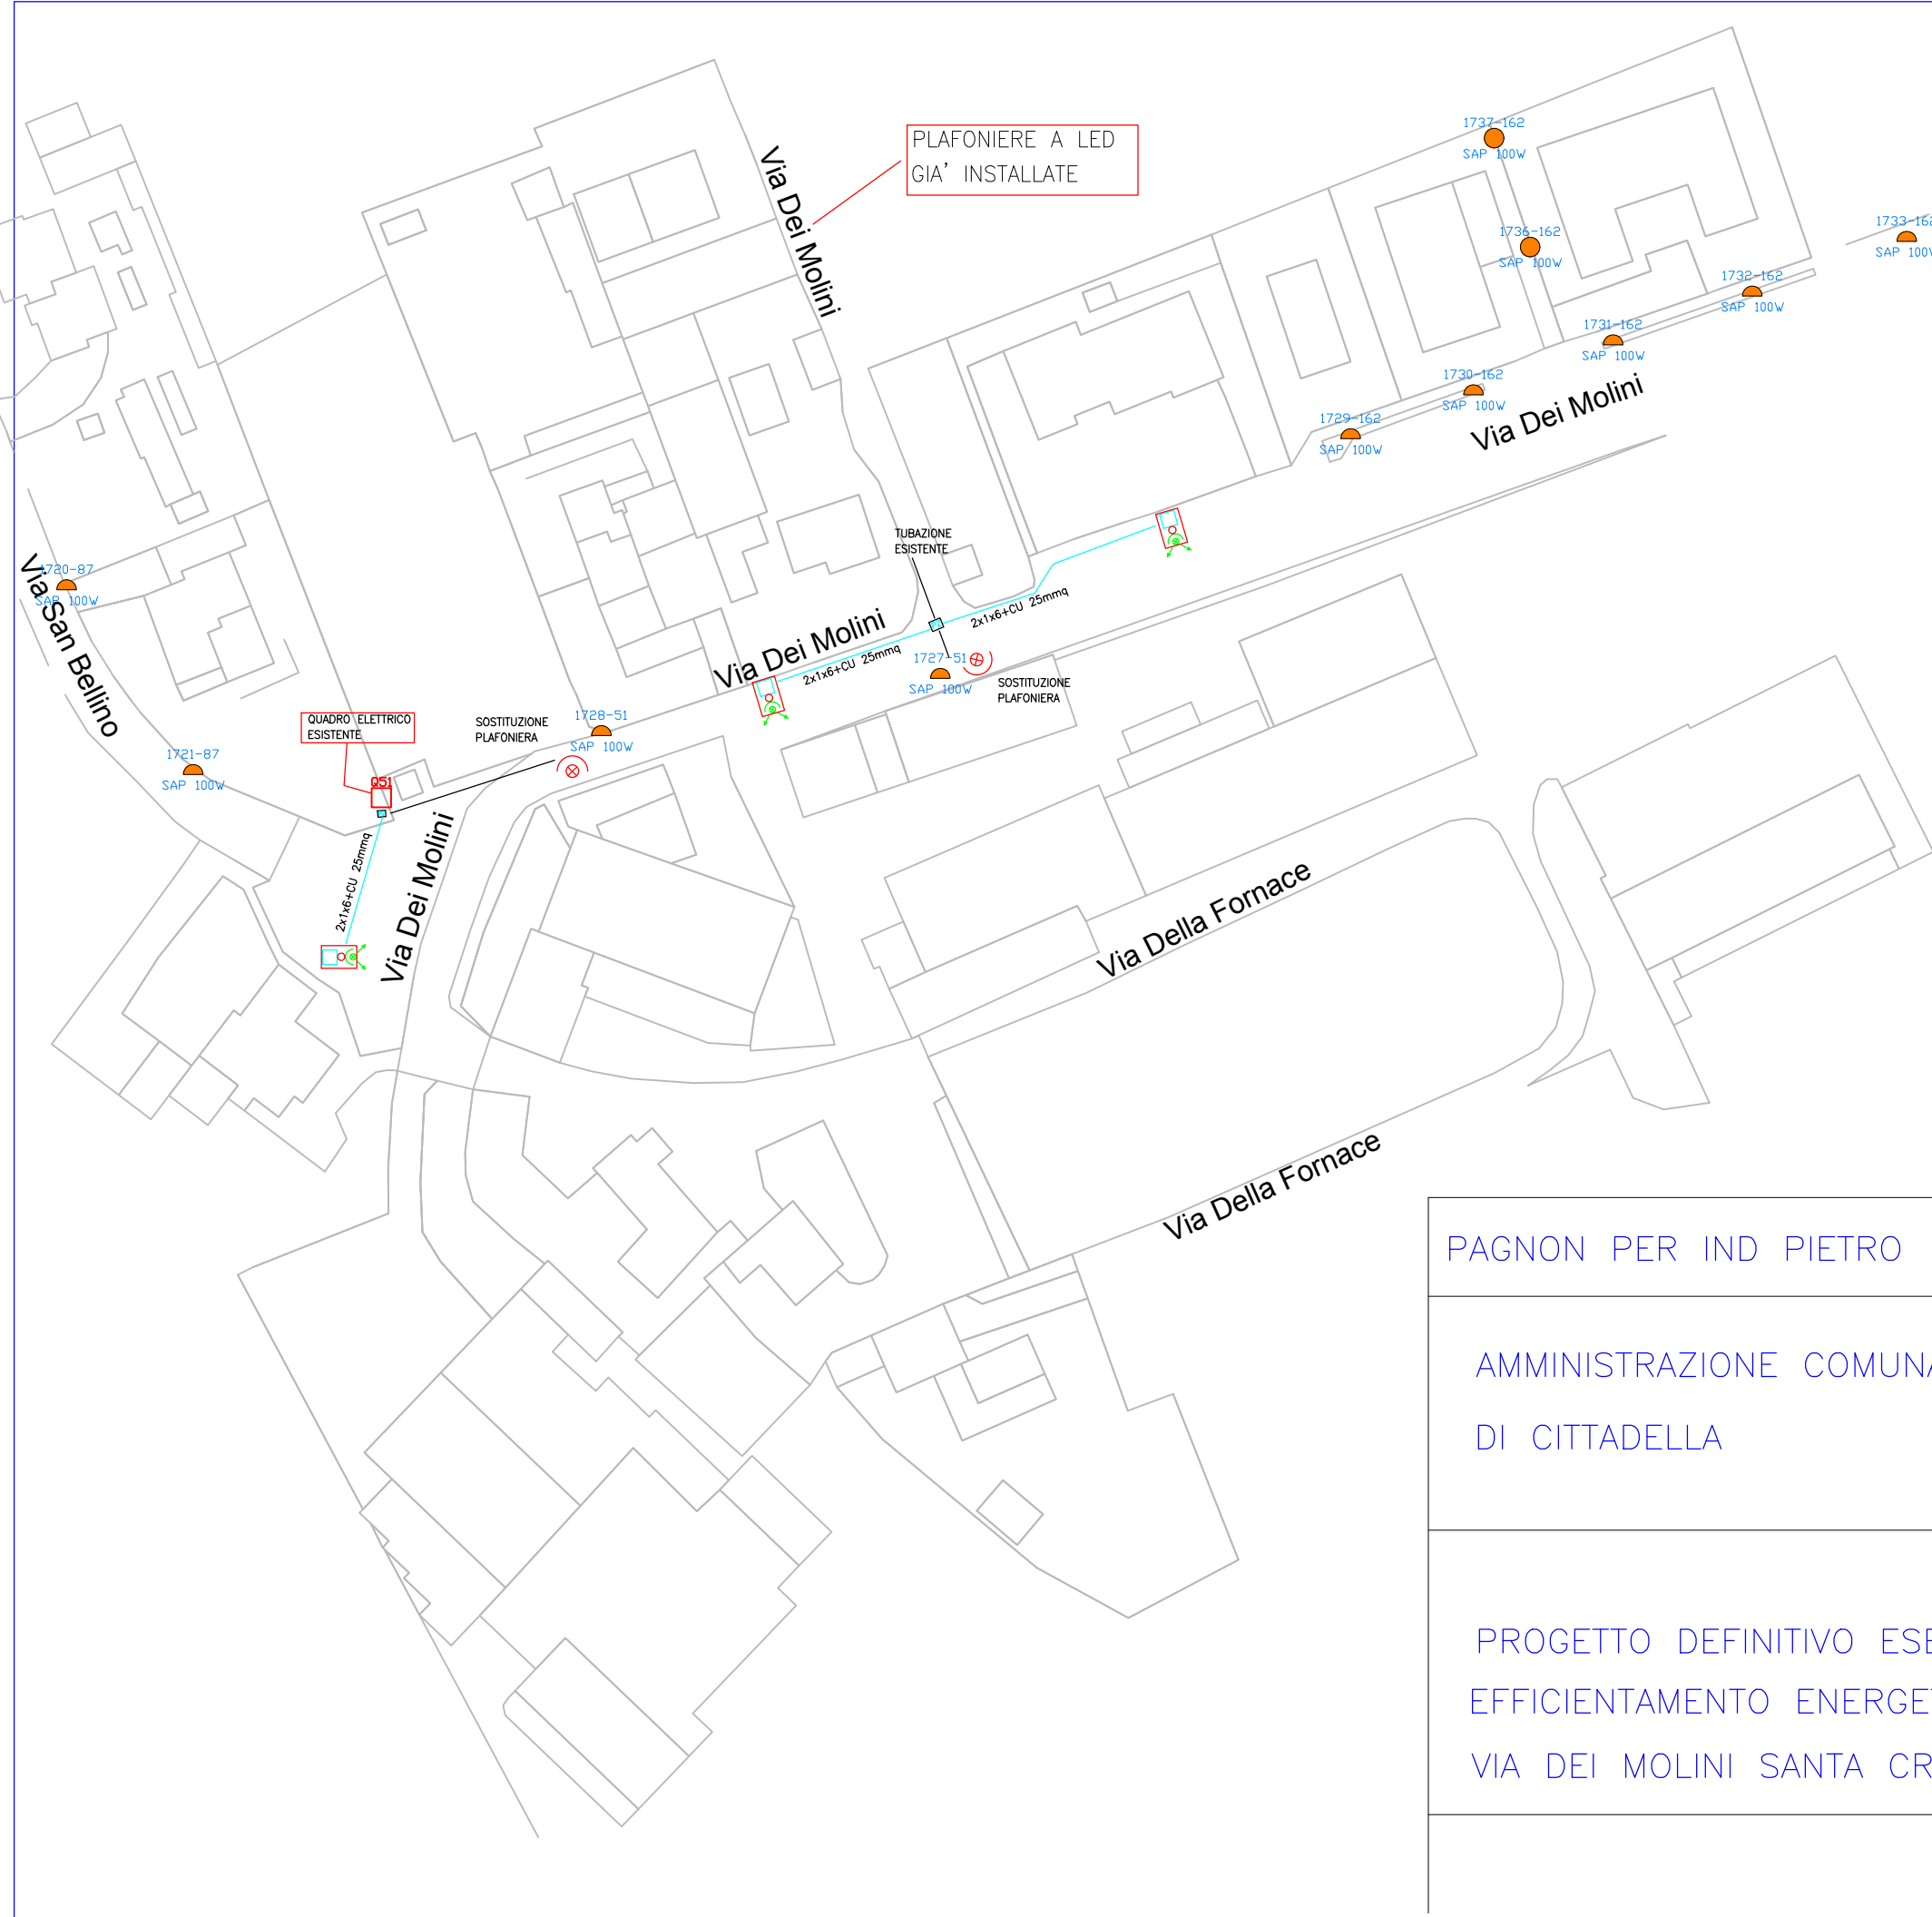 PLAFONIERE A LED
GIA' INSTALLATE
Via Dei Molini
1737-162
SAP 100W
1736-162
SAP 100W
1733-162
SAP 100W
1732-162
SAP 100W
1731-162
SAP 100W
1730-162
SAP 100W
1729-162
SAP 100W
Via Dei Molini
TUBAZIONE
ESISTENTE
2x1x6+CU 25mmq
Via Dei Molini
2x1x6+CU 25mmq
1727-51
SAP 100W
SOSTITUZIONE
PLAFONIERA
1720-87
SAP 100W
Via San Bellino
1721-87
SAP 100W
QUADRO ELETTRICO
ESISTENTE
Q51
SOSTITUZIONE
PLAFONIERA
1728-51
SAP 100W
2x1x6+CU 25mmq
Via Dei Molini
Via Della Fornace
Via Della Fornace
PAGNON PER IND PIETRO
AMMINISTRAZIONE COMUNA
DI CITTADELLA
PROGETTO DEFINITIVO ESE
EFFICIENTAMENTO ENERGET
VIA DEI MOLINI SANTA CR